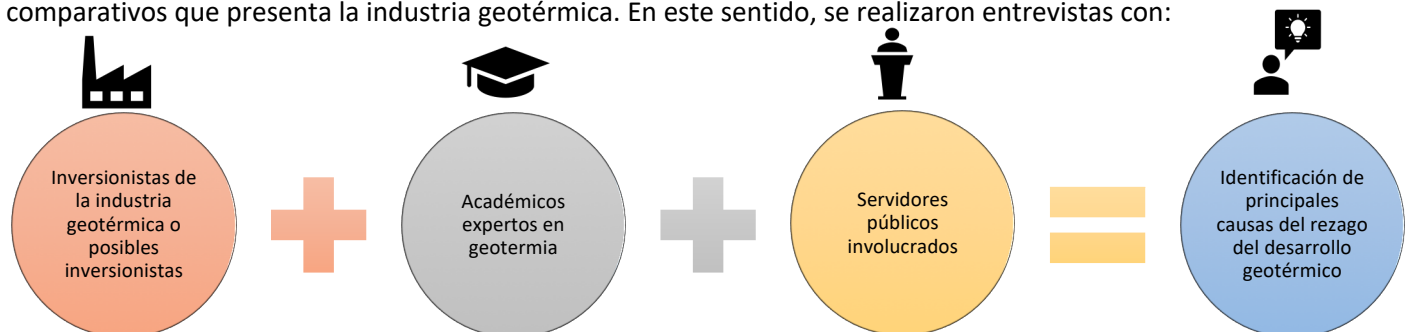 comparativos que presenta la industria geotérmica. En este sentido, se realizaron entrevistas con:
Inversionistas de
la industria
geotérmica o
posibles
inversionistas
Académicos
expertos en
geotermia
Servidores
públicos
involucrados
Identificación de
principales
causas del rezago
del desarrollo
geotérmico